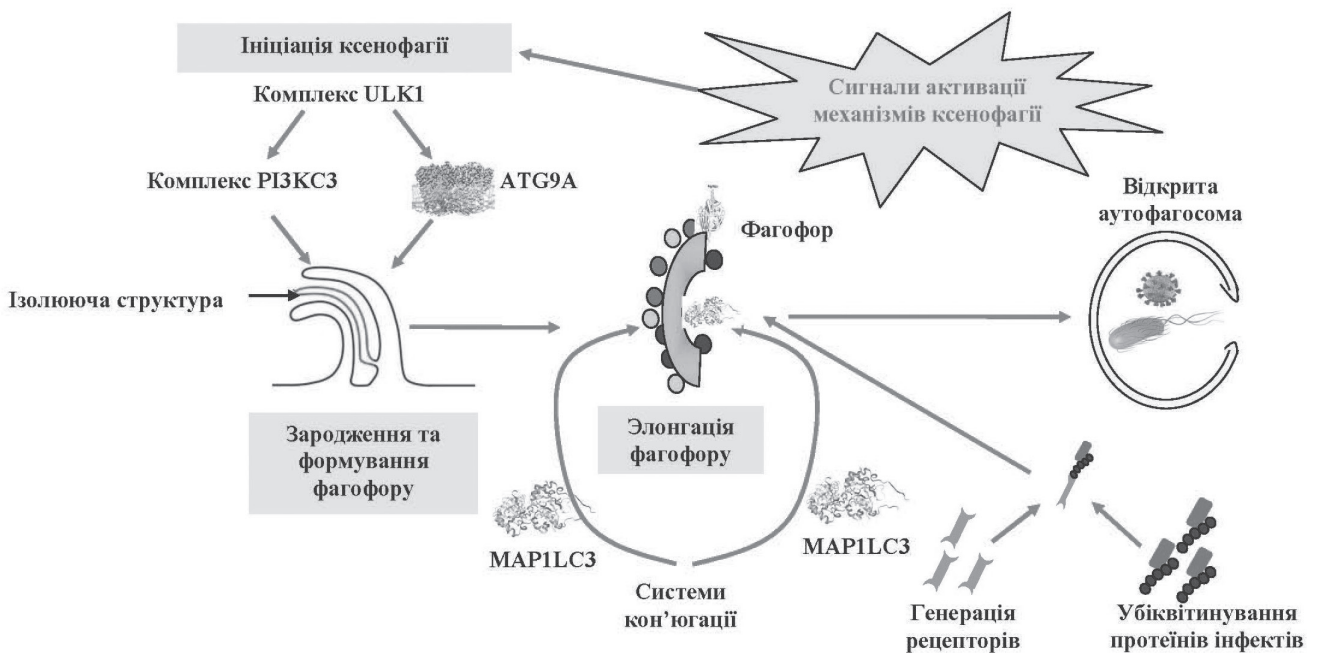 Ініціація ксенофагії
Сигнали активації
механізмів ксенофагії
Комплекс ULK1
Комплекс PI3KC3
ATG9A
Відкрита
аутофагосома
Фагофор
Ізолююча структура
Зародження та
формування
фагофору
Элонгація
фагофору
MAP1LC3
MAP1LC3
Системи
кон’югації
Генерація
рецепторів
Убіквітинування
протеїнів інфектів